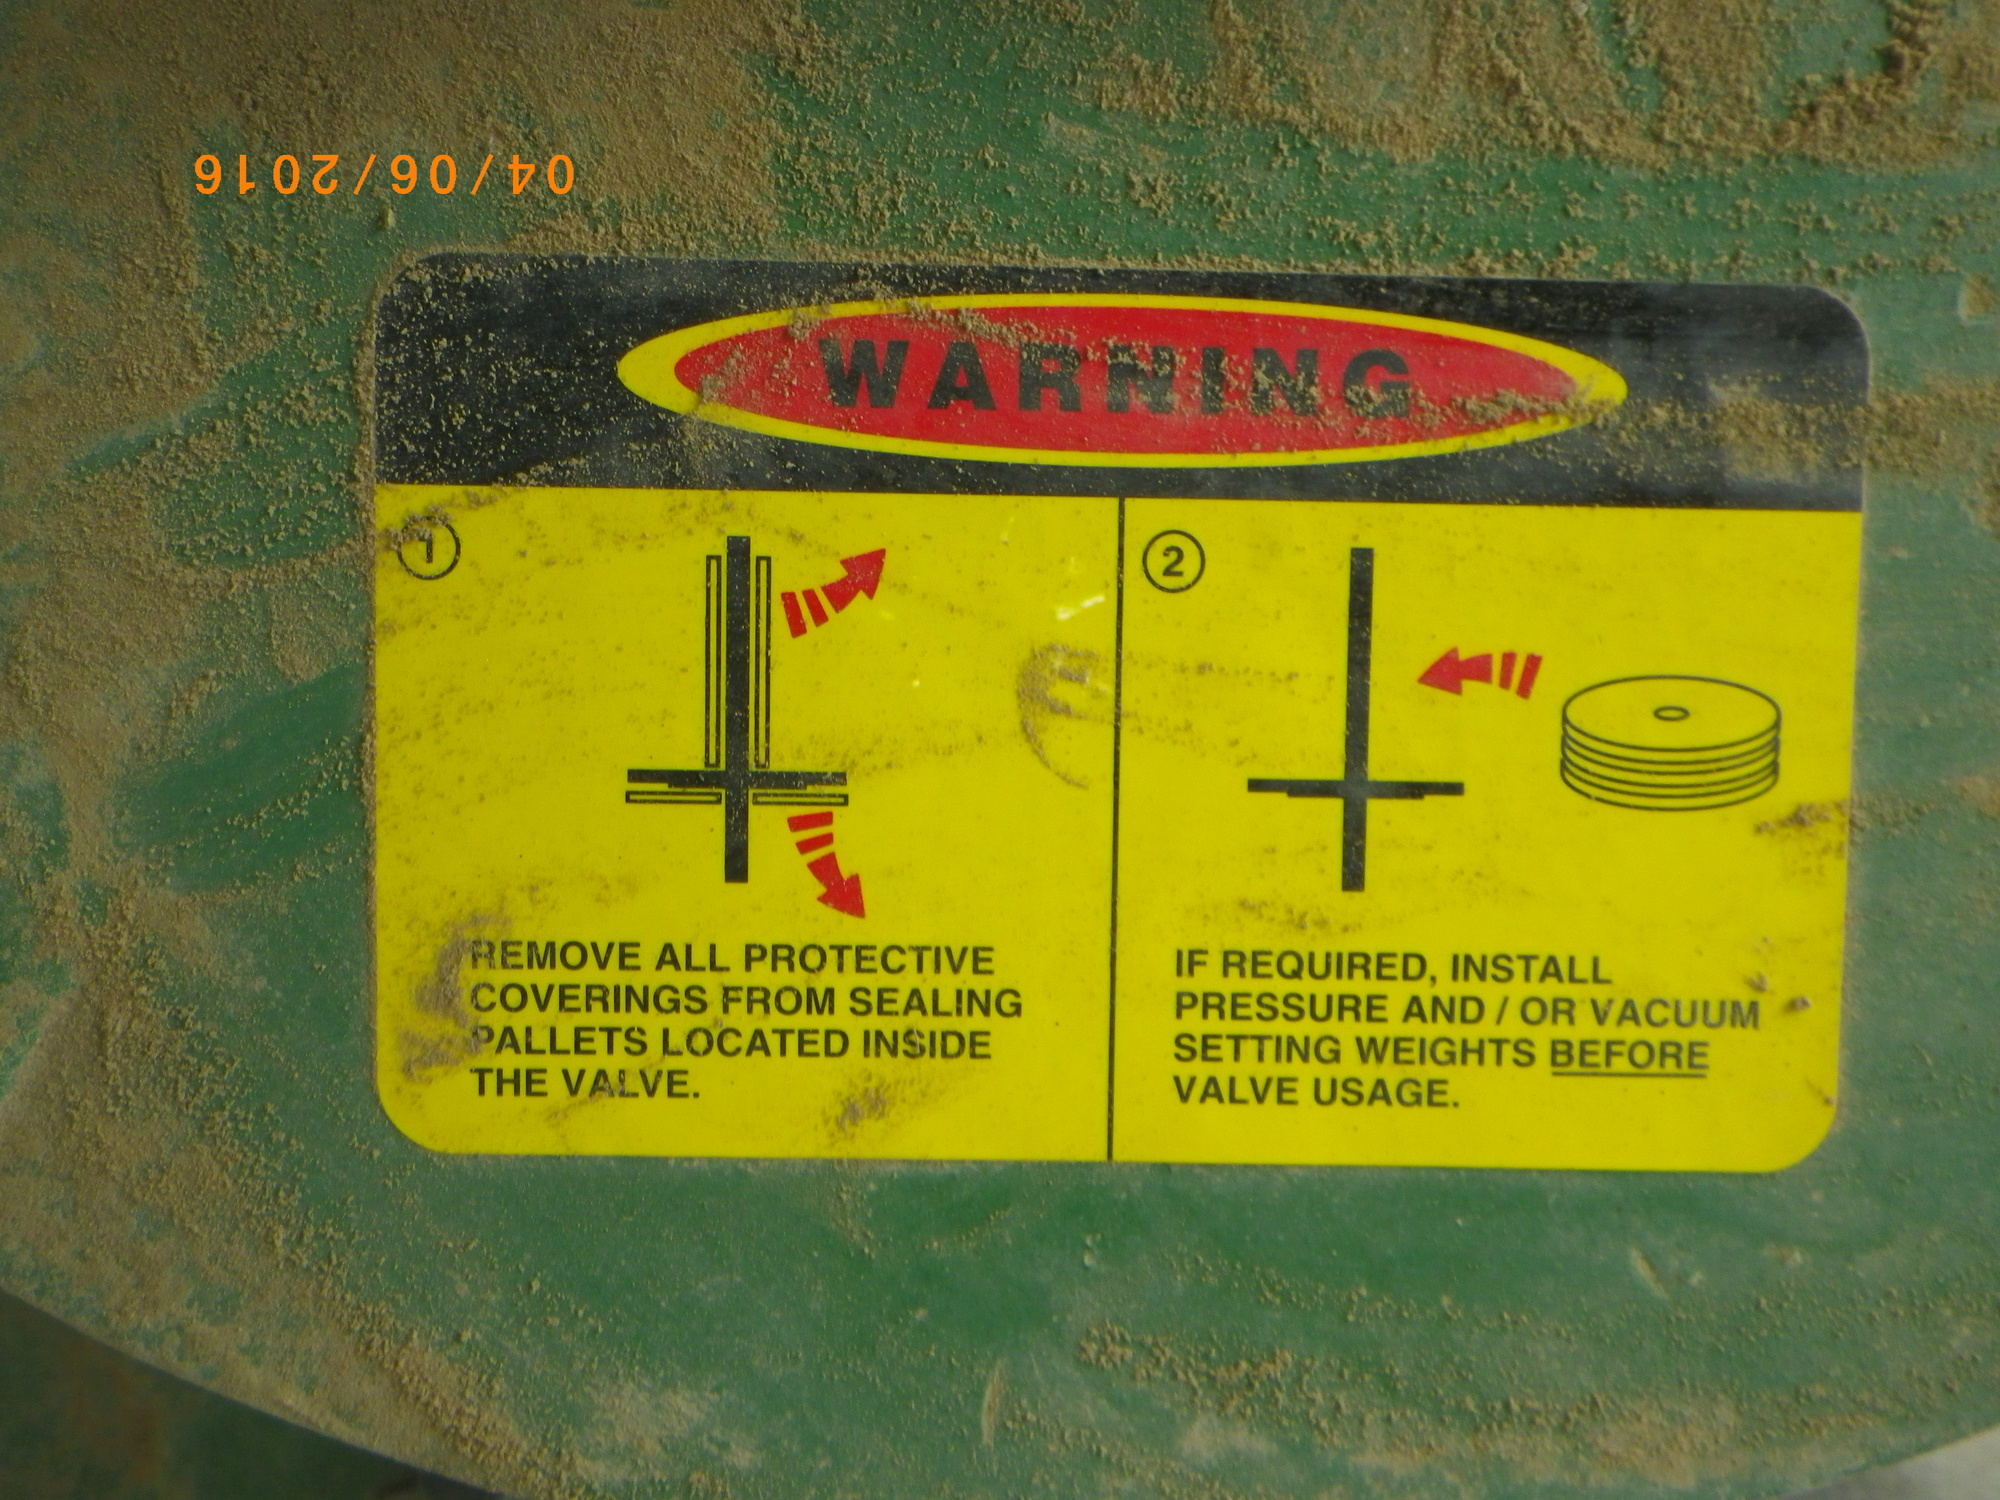 04/06/2016
WARNING
1
REMOVE ALL PROTECTIVE
COVERINGS FROM SEALING
PALLETS LOCATED INSIDE
THE VALVE.
2
IF REQUIRED, INSTALL
PRESSURE AND / OR VACUUM
SETTING WEIGHTS BEFORE
VALVE USAGE.